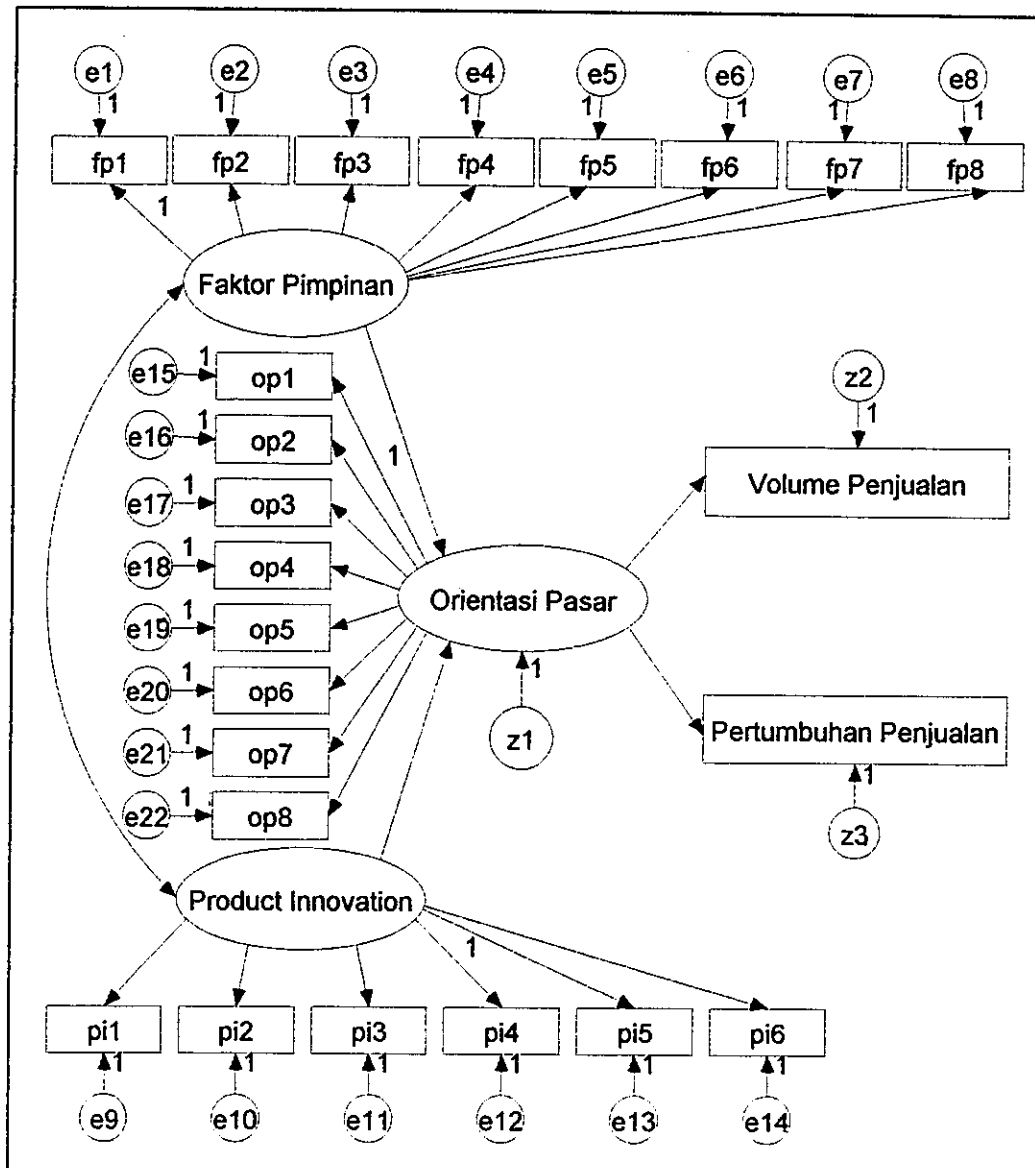 e1 e2 e3 e4 e5 e6 e7 e8
1 1 1 1 1 1 1 1
fp1 fp2 fp3 fp4 fp5 fp6 fp7 fp8
1
Faktor Pimpinan
e15 1 op1
e16 1 op2
1
e17 1 op3
e18 1 op4
e19 1 op5
e20 1 op6
e21 1 op7
e22 1 op8
Orientasi Pasar
1
z1
z2
1
Volume Penjualan
Pertumbuhan Penjualan
1
z3
Product Innovation
1
pi1 pi2 pi3 pi4 pi5 pi6
1 1 1 1 1 1
e9 e10 e11 e12 e13 e14